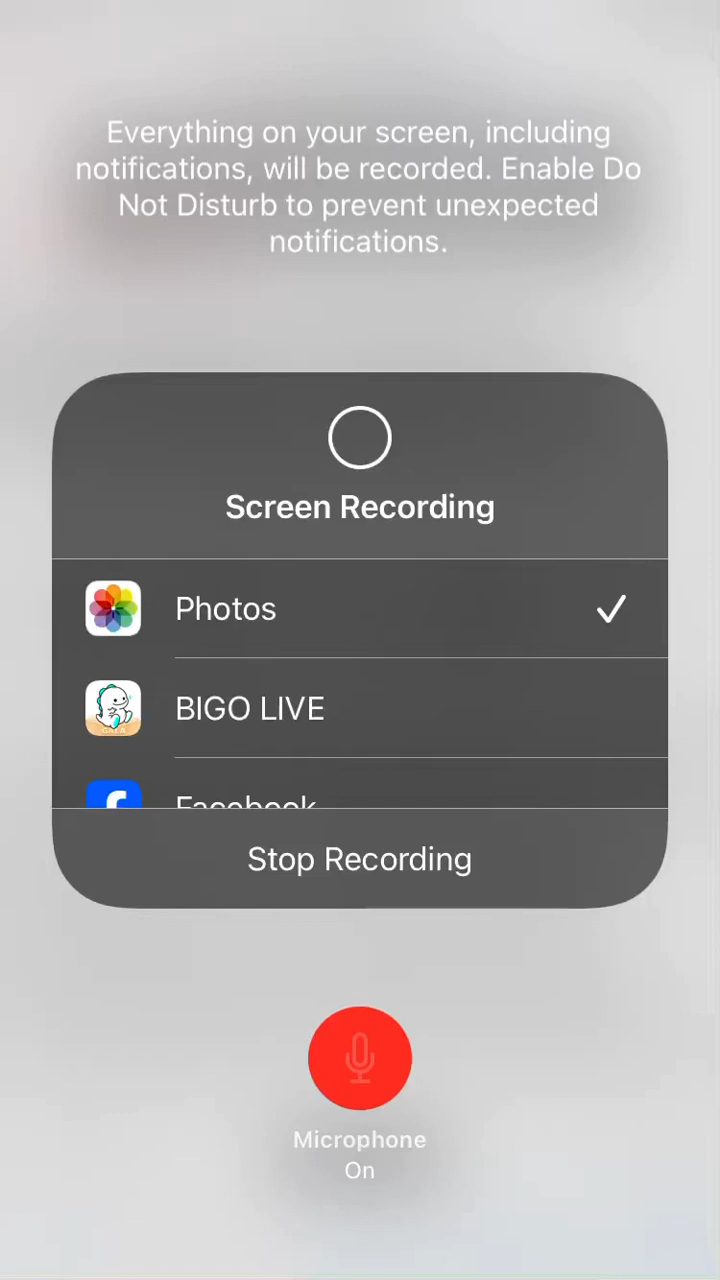 Everything on your screen, including
notifications, will be recorded. Enable Do
Not Disturb to prevent unexpected
notifications.
Screen Recording
Photos
BIGO LIVE
Facebook
Stop Recording
Microphone
On